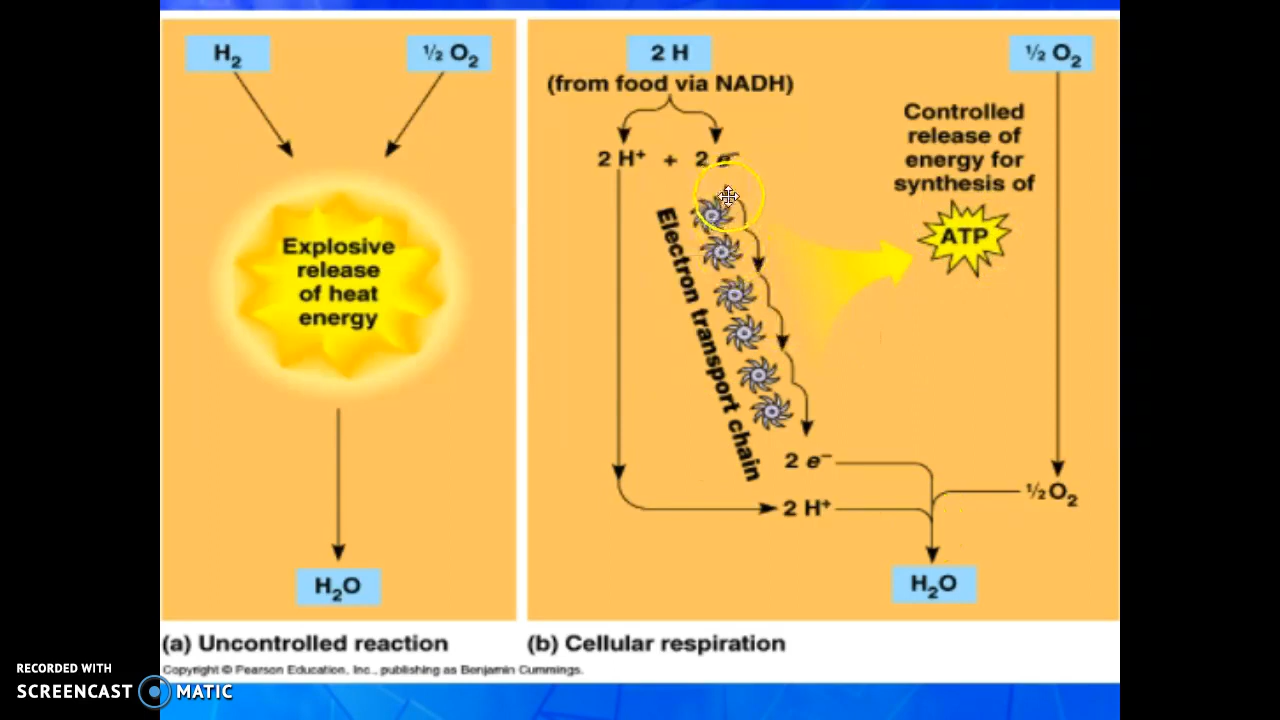 H₂
½ O₂
Explosive
release
of heat
energy
H₂O
(a) Uncontrolled reaction
2 H
(from food via NADH)
½ O₂
2 H⁺ + 2 e⁻
Controlled
release of
energy for
synthesis of
ATP
Electron transport chain
2 e⁻
2 H⁺
½ O₂
H₂O
(b) Cellular respiration
Copyright © Pearson Education, Inc., publishing as Benjamin Cummings.
RECORDED WITH
SCREENCAST MATIC